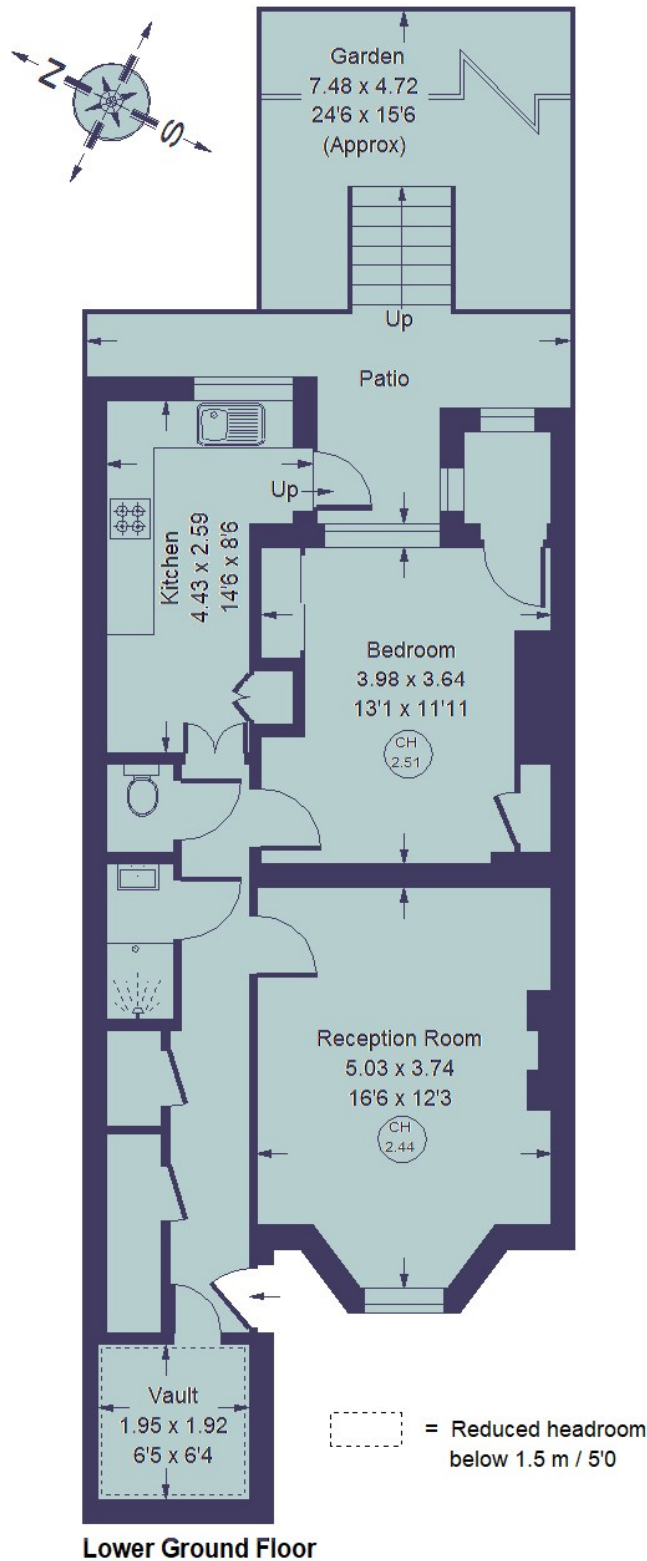 N
S
Garden
7.48 x 4.72
24'6 x 15'6
(Approx)
Up
Patio
Up
Kitchen
4.43 x 2.59
14'6 x 8'6
Bedroom
3.98 x 3.64
13'1 x 11'11
CH
2.51
Reception Room
5.03 x 3.74
16'6 x 12'3
CH
2.44
Vault
1.95 x 1.92
6'5 x 6'4
= Reduced headroom
below 1.5 m / 5'0
Lower Ground Floor